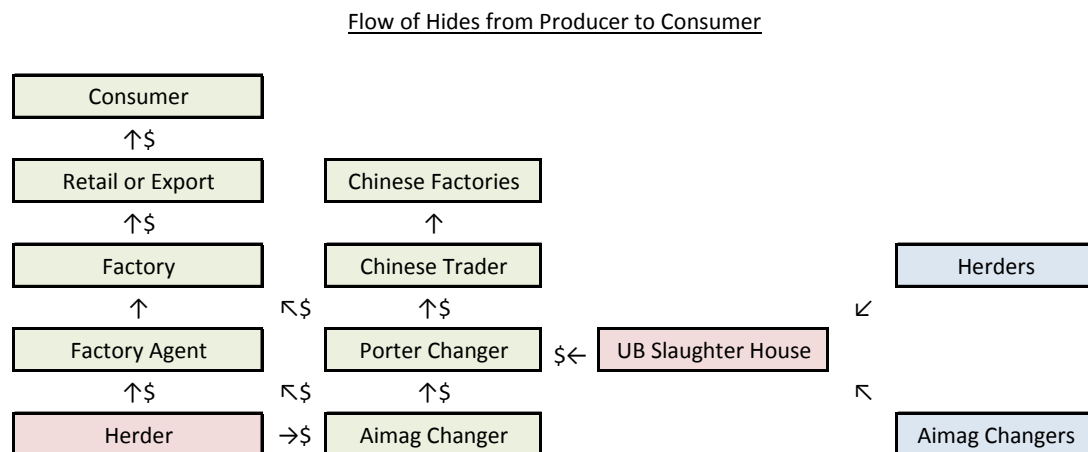 Flow of Hides from Producer to Consumer
Consumer
↑$
Retail or Export Chinese Factories
↑$ ↑
Factory Chinese Trader Herders
↑ ↖$ ↑$ ↙
Factory Agent Porter Changer $← UB Slaughter House
↑$ ↖$ ↑$ ↖
Herder →$ Aimag Changer Aimag Changers